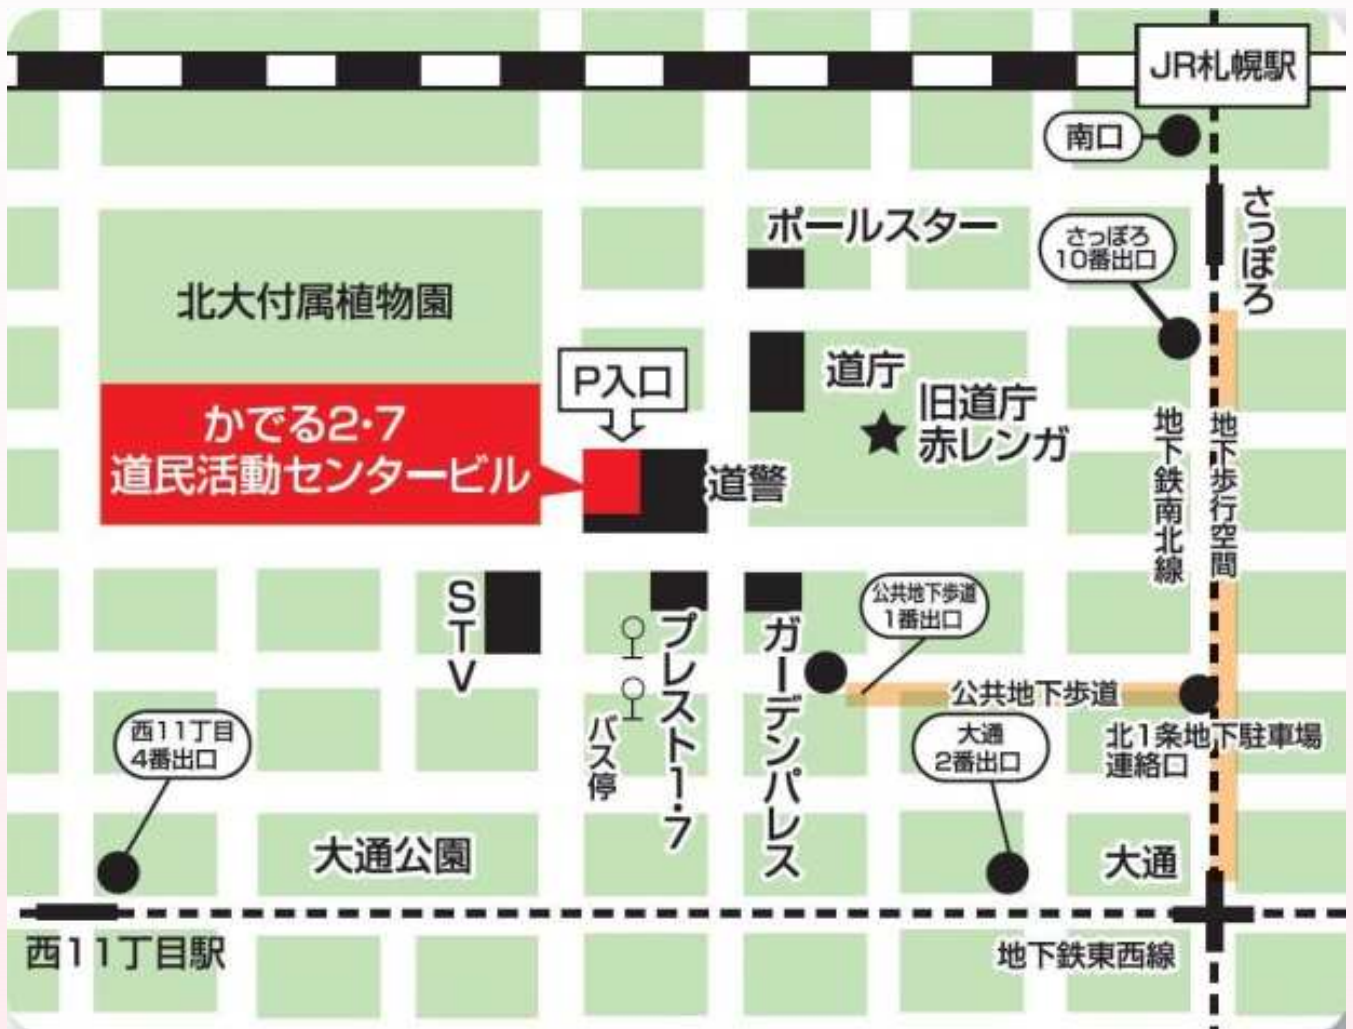 JR札幌駅
南口
さっぽろ
ポールスター
さっぽろ
10番出口
北大付属植物園
P入口
道庁
旧道庁
赤レンガ
かでる2・7
道民活動センタービル
道警
地下鉄南北線
地下歩行空間
STV
プレスト1・7
ガーデンパレス
公共地下歩道
1番出口
公共地下歩道
バス停
西11丁目
4番出口
大通
2番出口
北1条地下駐車場
連絡口
大通公園
大通
西11丁目駅
地下鉄東西線